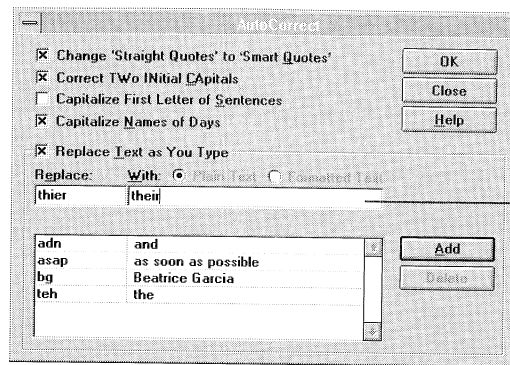 AutoCorrect
Change 'Straight Quotes' to ‘Smart Quotes’
Correct TWo INitial CApitals
Capitalize First Letter of Sentences
Capitalize Names of Days
Replace Text as You Type
Replace: With: Plain Text Formatted Text
thier their
adn and
asap as soon as possible
bg Beatrice Garcia
teh the
OK
Close
Help
Add
Delete